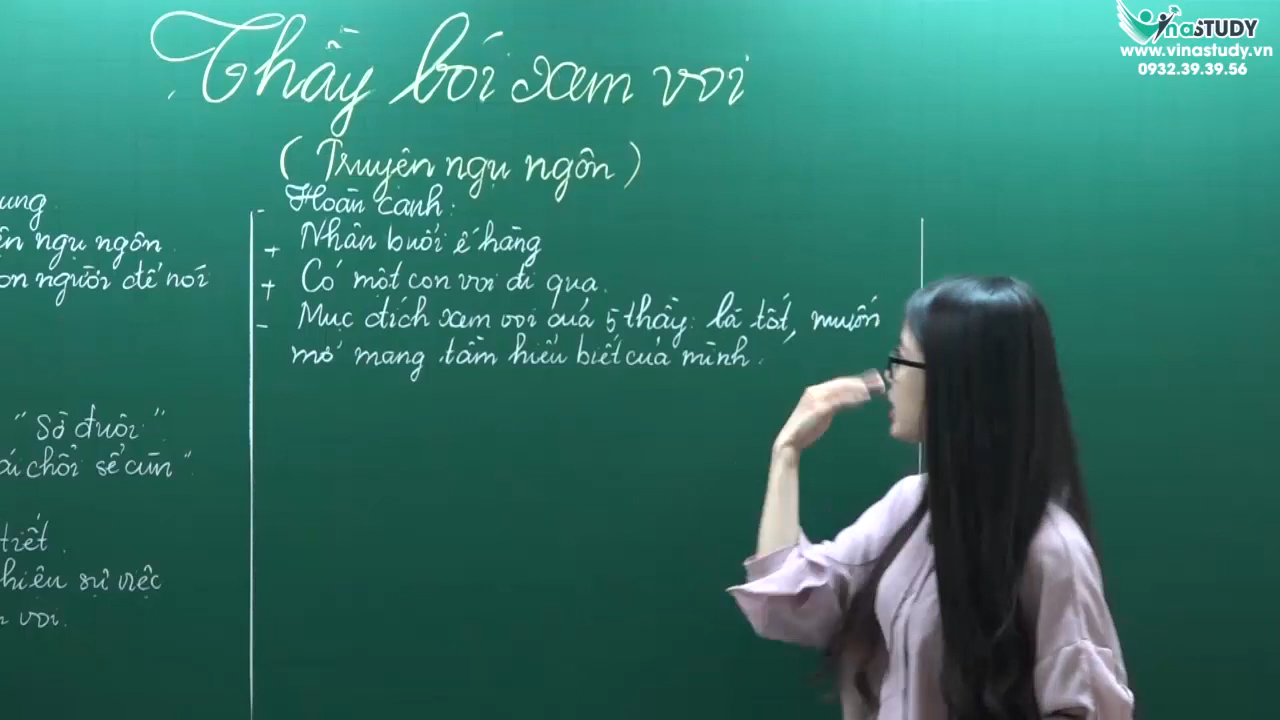 VinaSTUDY
www.vinastudy.vn
0932.39.39.56
Thầy bói xem voi
(Truyện ngụ ngôn)
ung
ện ngụ ngôn.
on người để nói
"Sờ đuôi".
ái chổi sể cùn".
tiết.
hiện sự việc
voi.
- Hoàn cảnh:
+ Nhân buổi ế hàng
+ Có một con voi đi qua.
- Mục đích xem voi của 5 thầy: là tốt, muốn
mở mang tầm hiểu biết của mình.